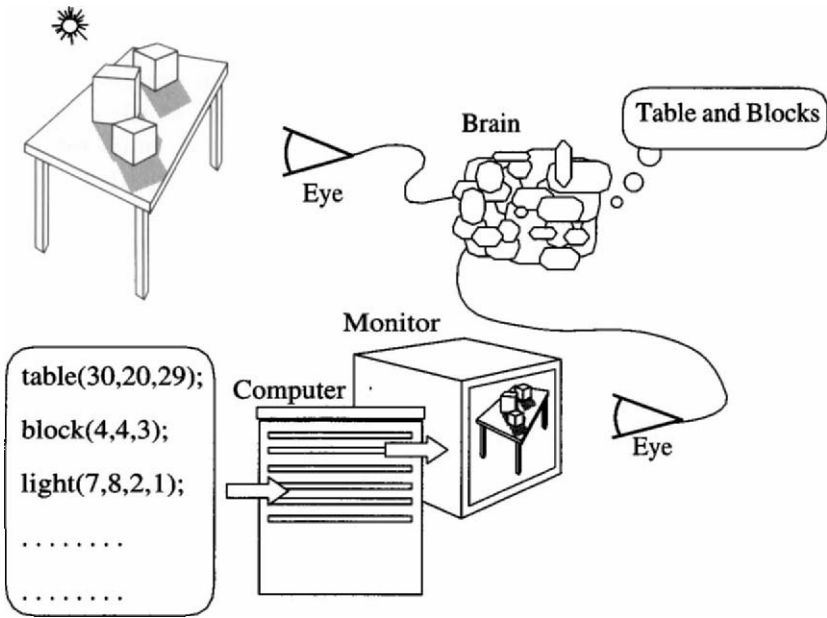 Table and Blocks
Brain
Eye
Monitor
table(30,20,29);
Computer
block(4,4,3);
Eye
light(7,8,2,1);
. . . . . . . .
. . . . . . . .